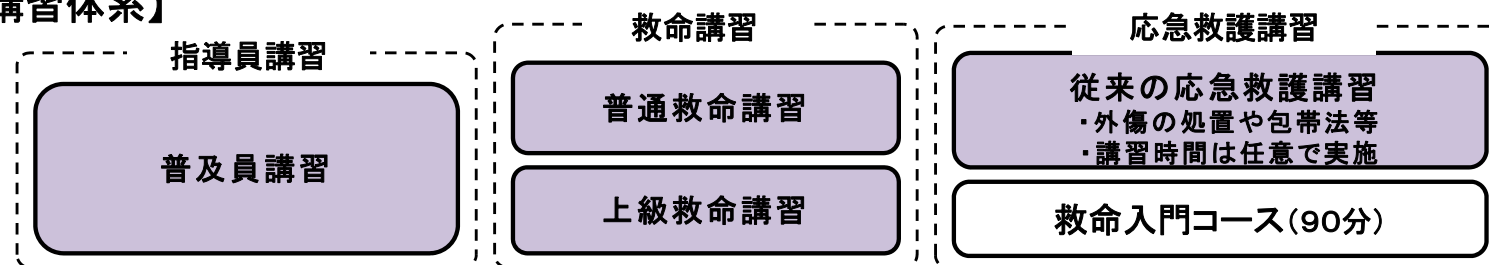 講習体系】
指導員講習
普及員講習
救命講習
普通救命講習
上級救命講習
応急救護講習
従来の応急救護講習
・外傷の処置や包帯法等
・講習時間は任意で実施
救命入門コース(90分)